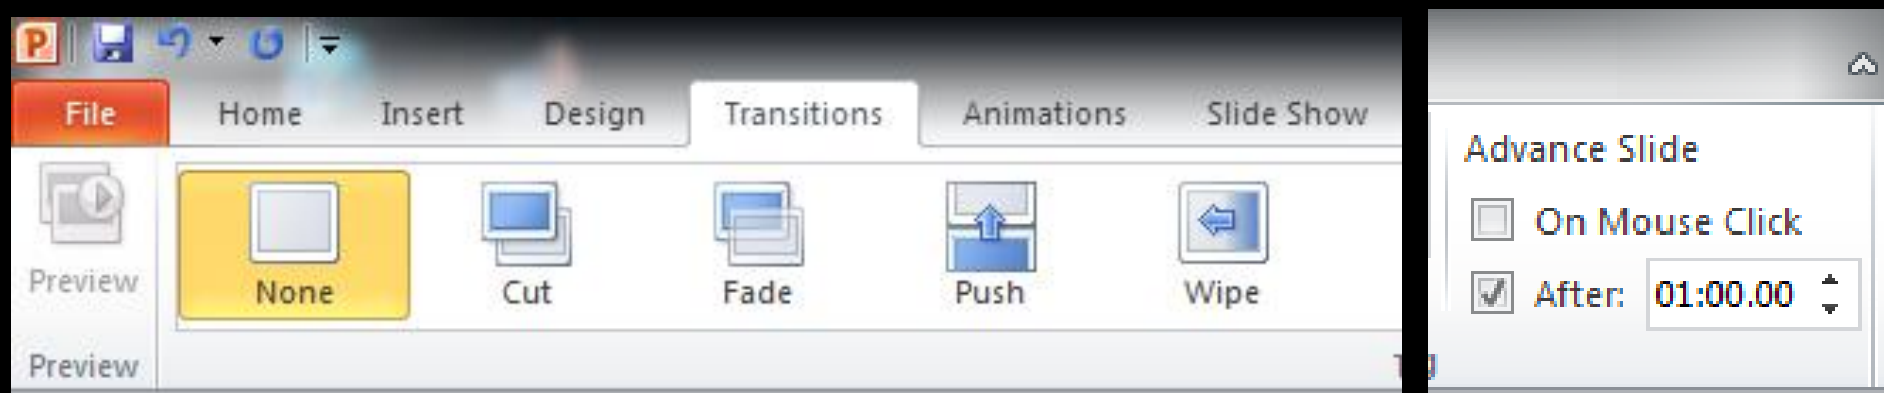 P
File Home Insert Design Transitions Animations Slide Show
Preview None Cut Fade Push Wipe
Preview
Advance Slide
On Mouse Click
After: 01:00.00